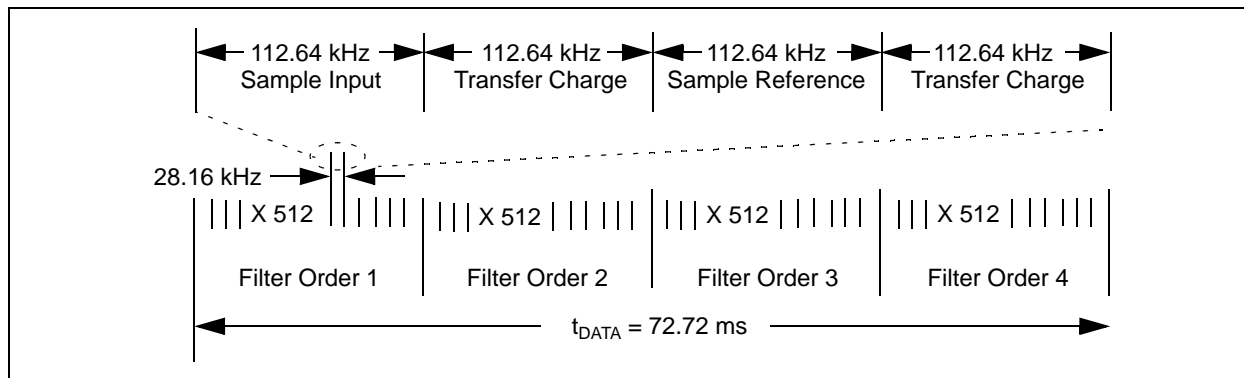 112.64 kHz 112.64 kHz 112.64 kHz 112.64 kHz
Sample Input Transfer Charge Sample Reference Transfer Charge
28.16 kHz
X 512 X 512 X 512 X 512
Filter Order 1 Filter Order 2 Filter Order 3 Filter Order 4
tDATA = 72.72 ms